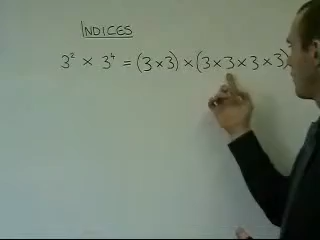 INDICES
3² × 3⁴ = (3×3) × (3×3×3×3)